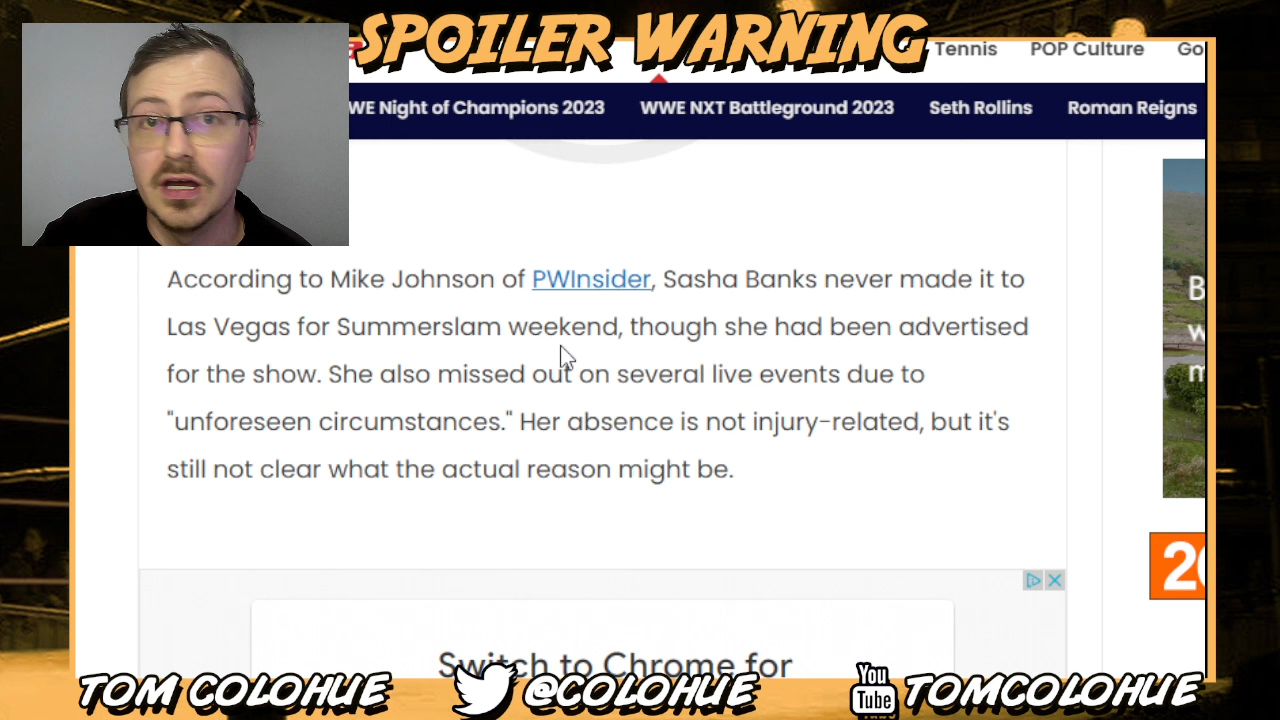 SPOILER WARNING
Tennis POP Culture Go
WE Night of Champions 2023 WWE NXT Battleground 2023 Seth Rollins Roman Reigns
According to Mike Johnson of PWInsider, Sasha Banks never made it to
Las Vegas for Summerslam weekend, though she had been advertised
for the show. She also missed out on several live events due to
"unforeseen circumstances." Her absence is not injury-related, but it's
still not clear what the actual reason might be.
B
w
m
20
Switch to Chrome for
TOM COLOHUE @COLOHUE You Tube TOMCOLOHUE